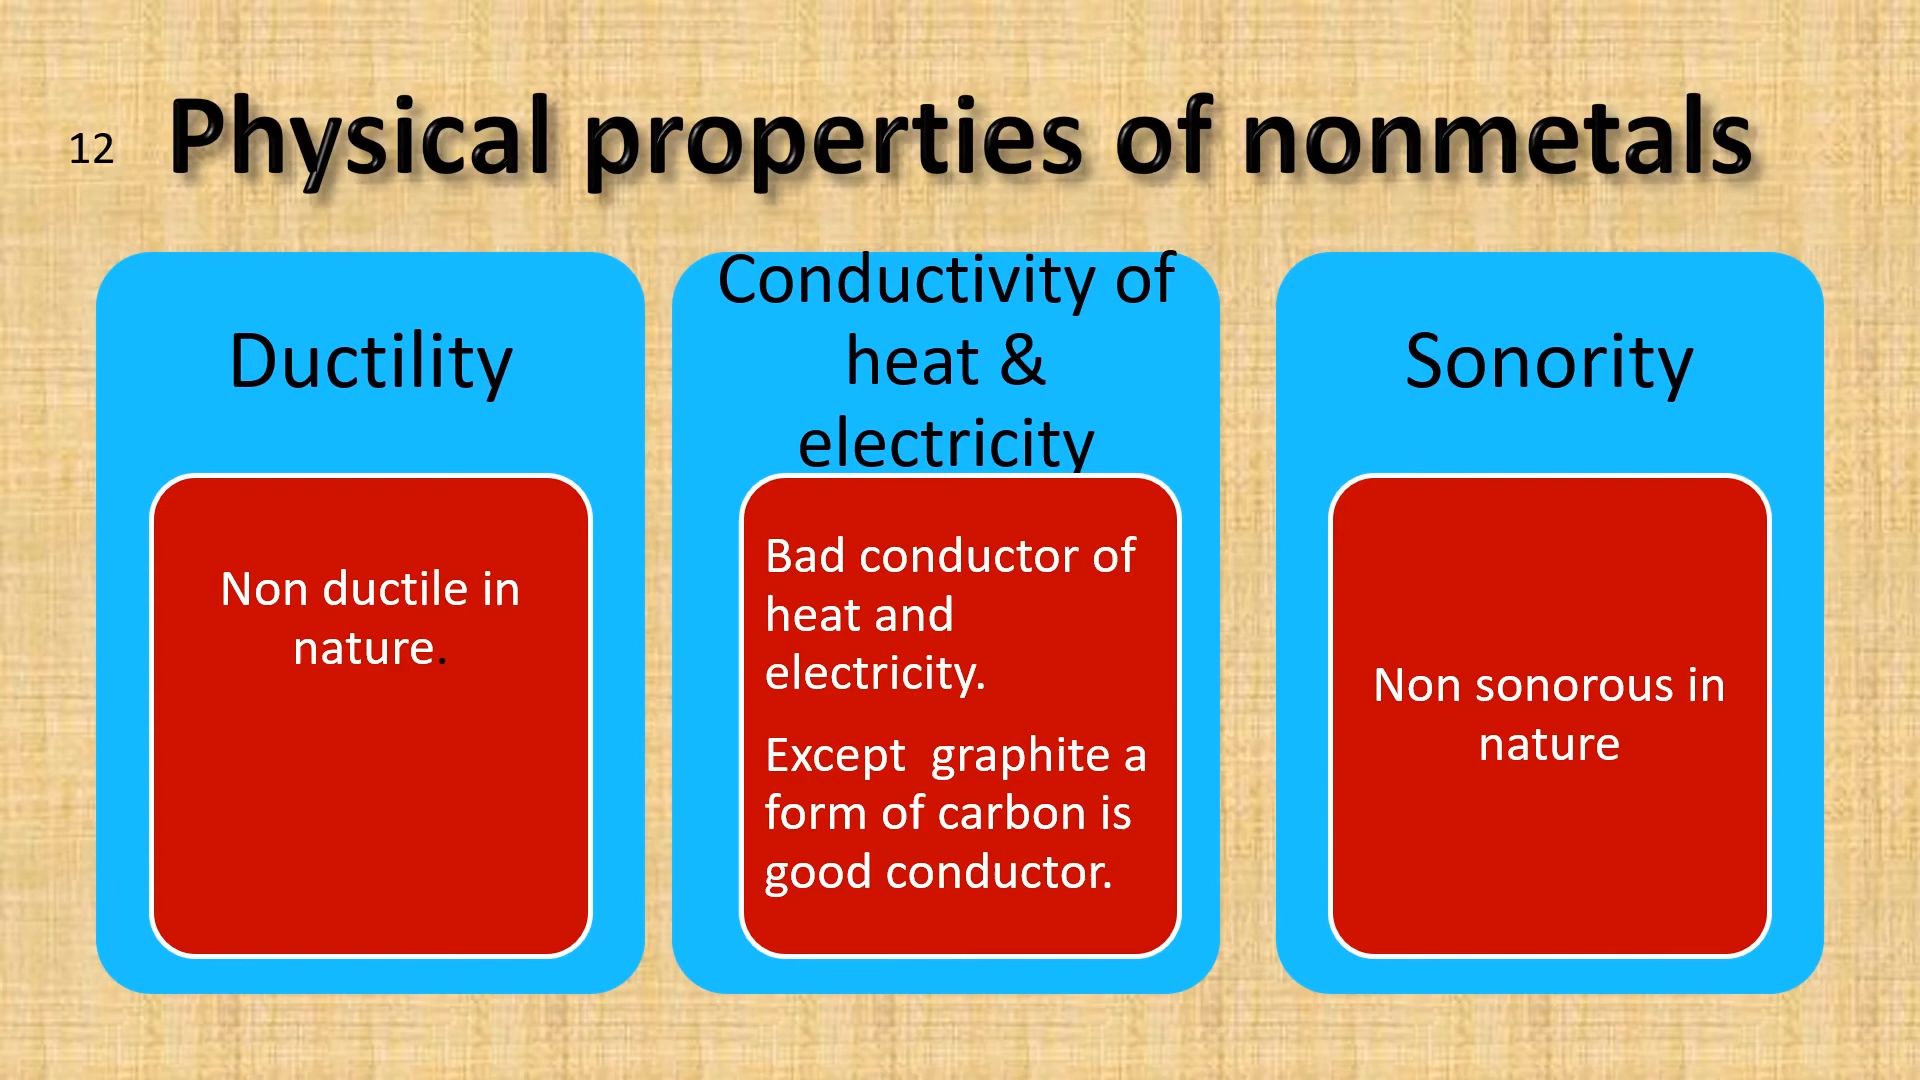 12
Physical properties of nonmetals
Ductility
Non ductile in
nature.
Conductivity of
heat &
electricity
Bad conductor of
heat and
electricity.
Except  graphite a
form of carbon is
good conductor.
Sonority
Non sonorous in
nature